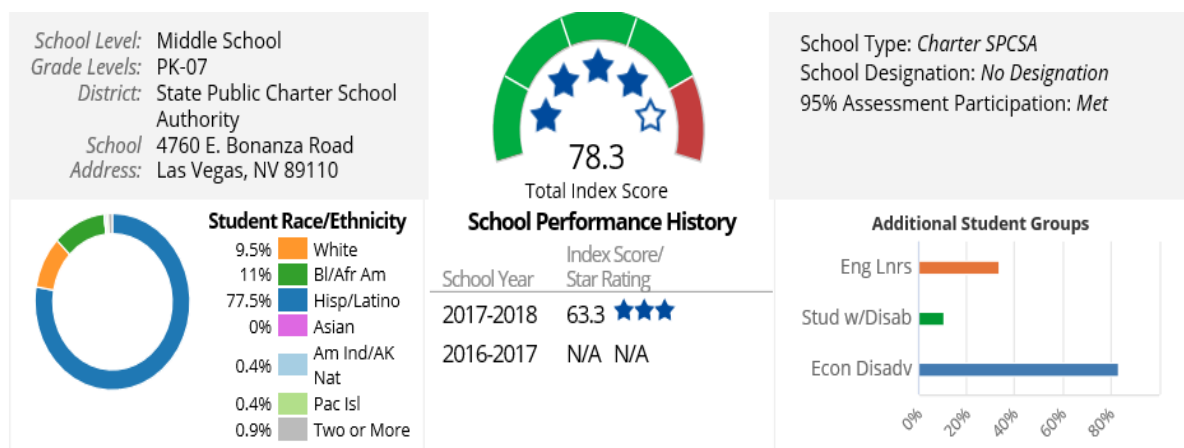 School Level: Middle School
Grade Levels: PK-07
District: State Public Charter School
Authority
School 4760 E. Bonanza Road
Address: Las Vegas, NV 89110
78.3
Total Index Score
School Type: Charter SPCSA
School Designation: No Designation
95% Assessment Participation: Met
Student Race/Ethnicity
9.5% White
11% Bl/Afr Am
77.5% Hisp/Latino
0% Asian
0.4% Am Ind/AK
Nat
0.4% Pac Isl
0.9% Two or More
School Performance History
Index Score/
School Year Star Rating
2017-2018 63.3
2016-2017 N/A N/A
Additional Student Groups
Eng Lnrs
Stud w/Disab
Econ Disadv
0% 20% 40% 60% 80%